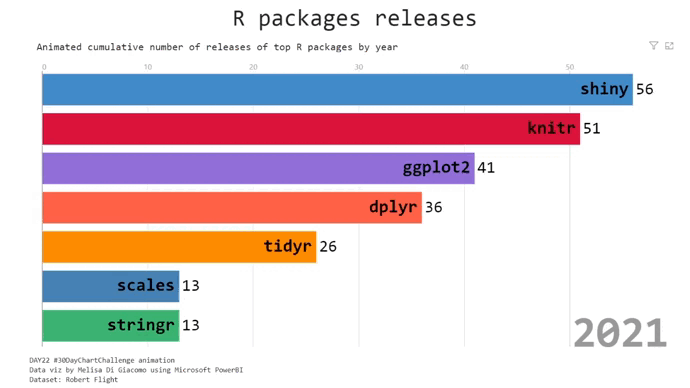 R packages releases
Animated cumulative number of releases of top R packages by year
0 10 20 30 40 50
shiny 56
knitr 51
ggplot2 41
dplyr 36
tidyr 26
scales 13
stringr 13
2021
DAY22 #30DayChartChallenge animation
Data viz by Melisa Di Giacomo using Microsoft PowerBI
Dataset: Robert Flight